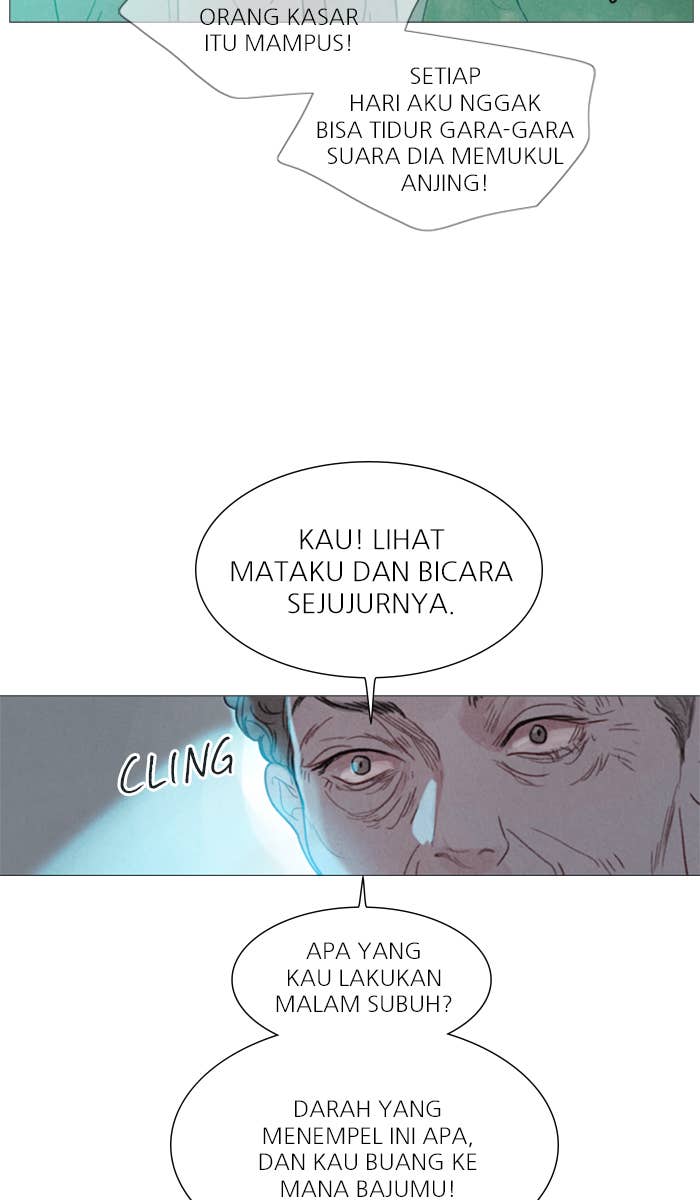 ORANG KASAR
ITU MAMPUS!
SETIAP
HARI AKU NGGAK
BISA TIDUR GARA-GARA
SUARA DIA MEMUKUL
ANJING!
KAU! LIHAT
MATAKU DAN BICARA
SEJUJURNYA.
CLING
APA YANG
KAU LAKUKAN
MALAM SUBUH?
DARAH YANG
MENEMPEL INI APA,
DAN KAU BUANG KE
MANA BAJUMU!